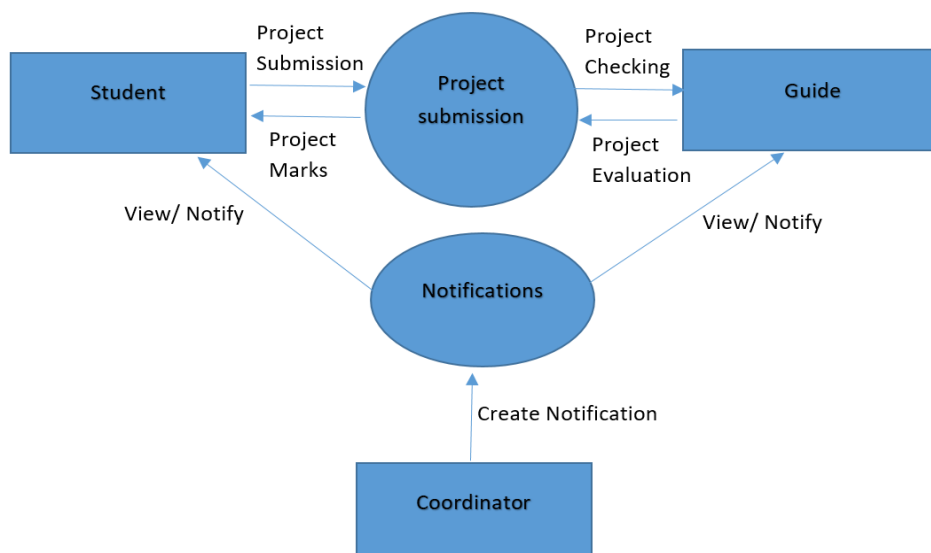 Project
Submission
Project
Checking
Student
Project
submission
Guide
Project
Marks
Project
Evaluation
View/ Notify
View/ Notify
Notifications
Create Notification
Coordinator